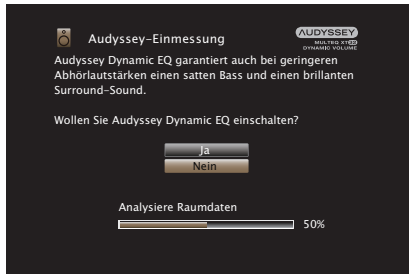 Audyssey-Einmessung
AUDYSSEY
MULTEQ XT32
DYNAMIC VOLUME
Audyssey Dynamic EQ garantiert auch bei geringeren
Abhörlautstärken einen satten Bass und einen brillanten
Surround-Sound.
Wollen Sie Audyssey Dynamic EQ einschalten?
Ja
Nein
Analysiere Raumdaten
50%